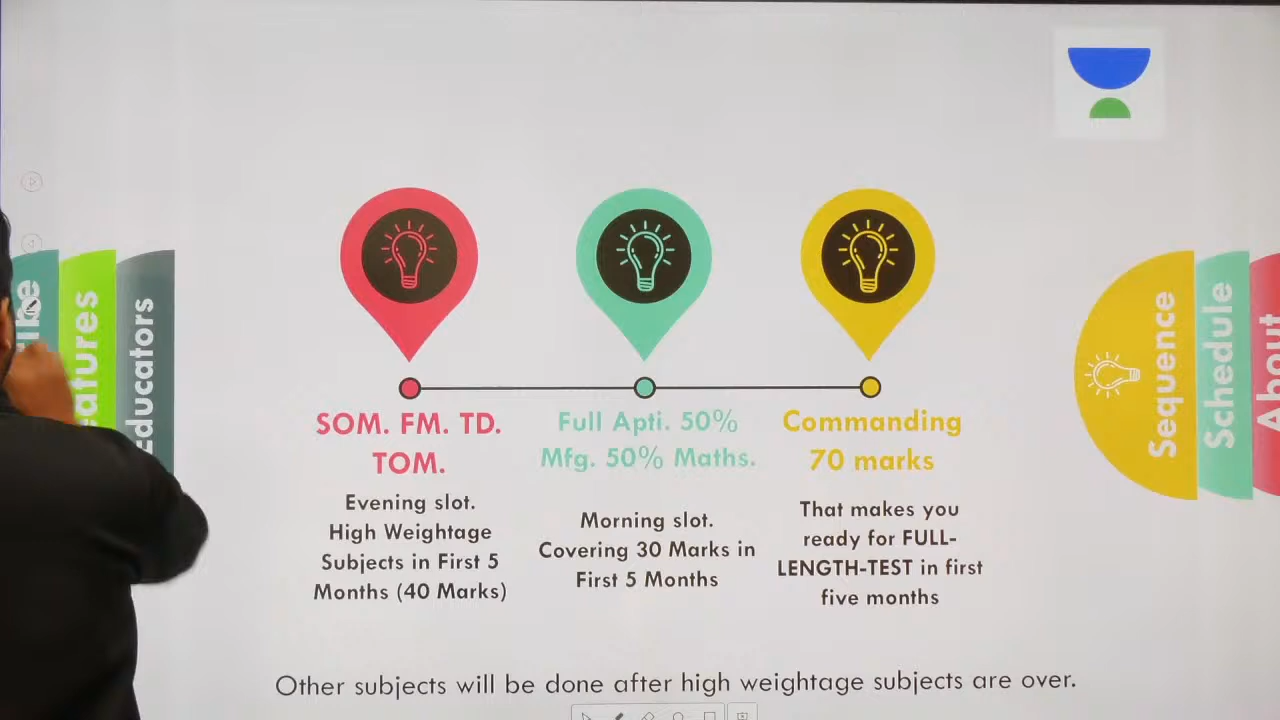 SOM. FM. TD.
TOM.
Evening slot.
High Weightage
Subjects in First 5
Months (40 Marks)
Full Apti. 50%
Mfg. 50% Maths.
Morning slot.
Covering 30 Marks in
First 5 Months
Commanding
70 marks
That makes you
ready for FULL-
LENGTH-TEST in first
five months
Other subjects will be done after high weightage subjects are over.
Educators
Sequence
Schedule
About